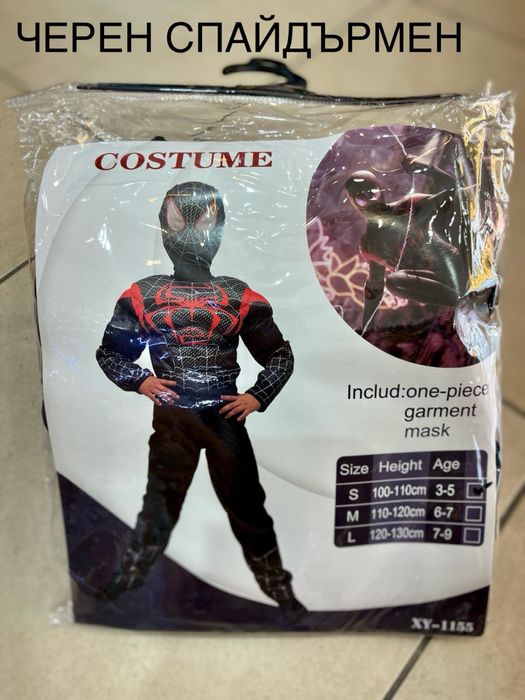 ЧЕРЕН СПАЙДЪРМЕН
COSTUME
Includ:one-piece
garment
mask
Size Height Age
S 100-110cm 3-5
M 110-120cm 6-7
L 120-130cm 7-9
XY-1155